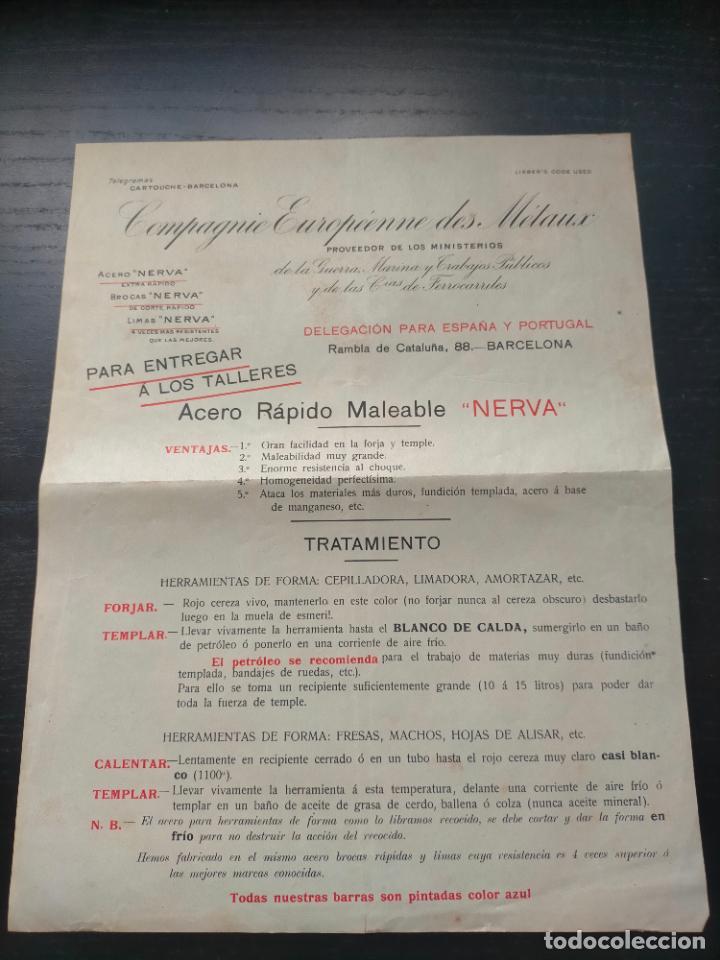 Telegramas
CARTOUCHE-BARCELONA
LIEBER'S CODE USED
Compagnie Européenne des Métaux
PROVEEDOR DE LOS MINISTERIOS
de la Guerra, Marina y Trabajos Públicos
y de las Cias de Ferrocarriles
ACERO "NERVA"
EXTRA RÁPIDO
BROCAS "NERVA"
DE CORTE RÁPIDO
LIMAS "NERVA"
4 VECES MÁS RESISTENTES
QUE LAS MEJORES.
DELEGACIÓN PARA ESPAÑA Y PORTUGAL
Rambla de Cataluña, 88.—BARCELONA
PARA ENTREGAR
A LOS TALLERES
Acero Rápido Maleable "NERVA"
VENTAJAS.—1.º Gran facilidad en la forja y temple.
2.º Maleabilidad muy grande.
3.º Enorme resistencia al choque.
4.º Homogeneidad perfectísima.
5.º Ataca los materiales más duros, fundición templada, acero á base
de manganeso, etc.
TRATAMIENTO
HERRAMIENTAS DE FORMA: CEPILLADORA, LIMADORA, AMORTAZAR, etc.
FORJAR.— Rojo cereza vivo, mantenerlo en este color (no forjar nunca al cereza obscuro) desbastarlo
luego en la muela de esmeril.
TEMPLAR.—Llevar vivamente la herramienta hasta el BLANCO DE CALDA, sumergirlo en un baño
de petróleo ó ponerlo en una corriente de aire frío.
El petróleo se recomienda para el trabajo de materias muy duras (fundición
templada, bandajes de ruedas, etc.).
Para ello se toma un recipiente suficientemente grande (10 á 15 litros) para poder dar
toda la fuerza de temple.
HERRAMIENTAS DE FORMA: FRESAS, MACHOS, HOJAS DE ALISAR, etc.
CALENTAR.—Lentamente en recipiente cerrado ó en un tubo hasta el rojo cereza muy claro casi blan-
co (1100º).
TEMPLAR.—Llevar vivamente la herramienta á esta temperatura, delante una corriente de aire frío ó
templar en un baño de aceite de grasa de cerdo, ballena ó colza (nunca aceite mineral).
N. B.— El acero para herramientas de forma como lo libramos recocido, se debe cortar y dar la forma en
frío para no destruir la acción del recocido.
Hemos fabricado en el mismo acero brocas rápidas y limas cuya resistencia es 4 veces superior á
las mejores marcas conocidas.
Todas nuestras barras son pintadas color azul
todocoleccion